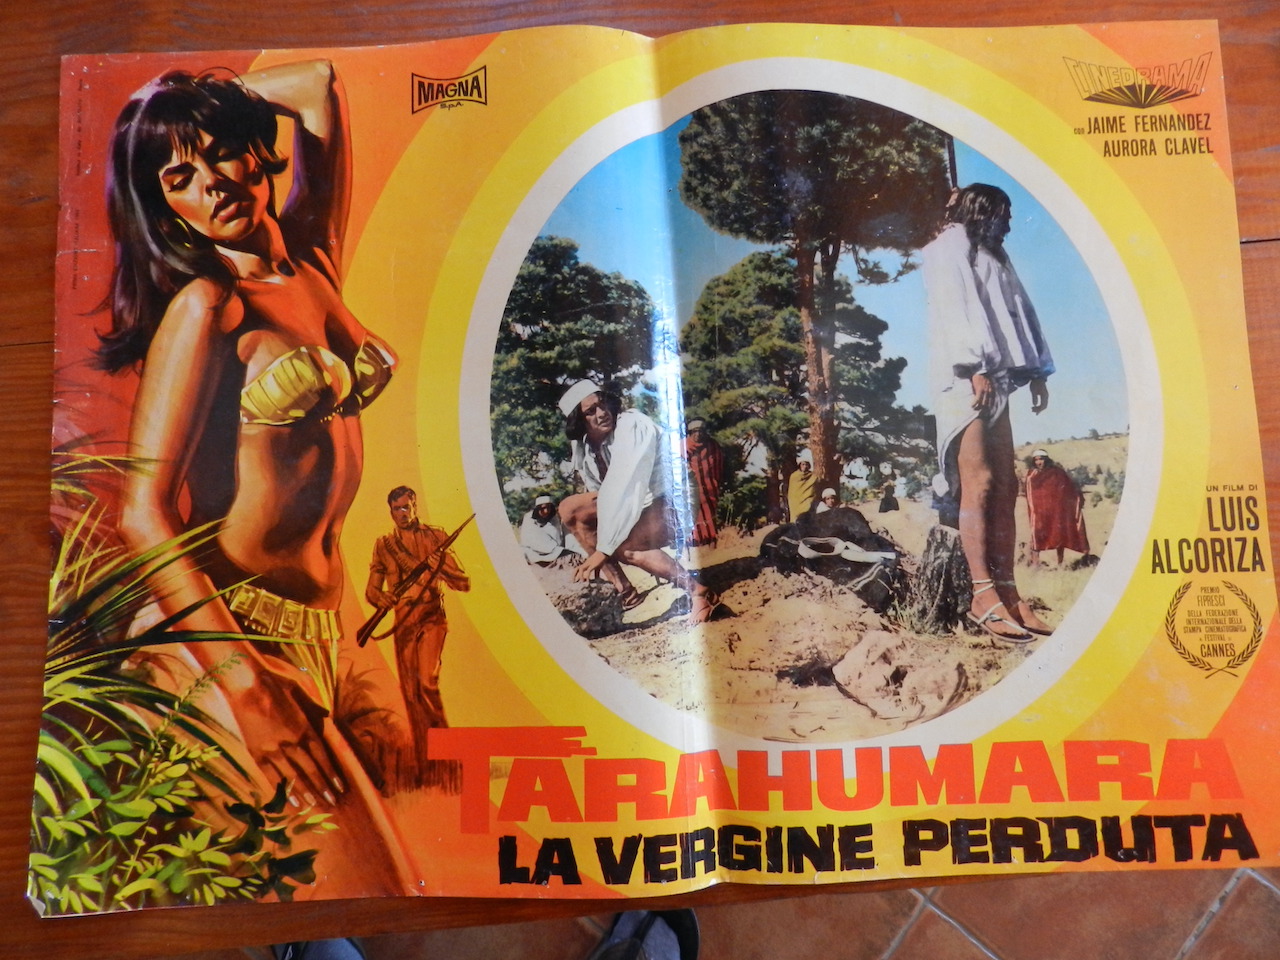 MAGNA
S.p.A.
CINEDRAMA
con JAIME FERNANDEZ
AURORA CLAVEL
UN FILM DI
LUIS
ALCORIZA
PREMIO
FIPRESCI
DELLA FEDERAZIONE
INTERNAZIONALE DELLA
STAMPA CINEMATOGRAFICA
CANNES
TARAHUMARA
LA VERGINE PERDUTA